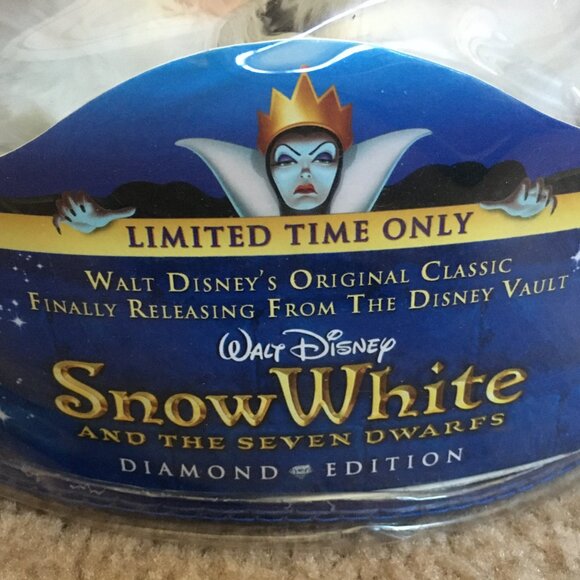 LIMITED TIME ONLY
WALT DISNEY'S ORIGINAL CLASSIC
FINALLY RELEASING FROM THE DISNEY VAULT
WALT DISNEY
SNOW WHITE
AND THE SEVEN DWARFS
DIAMOND EDITION